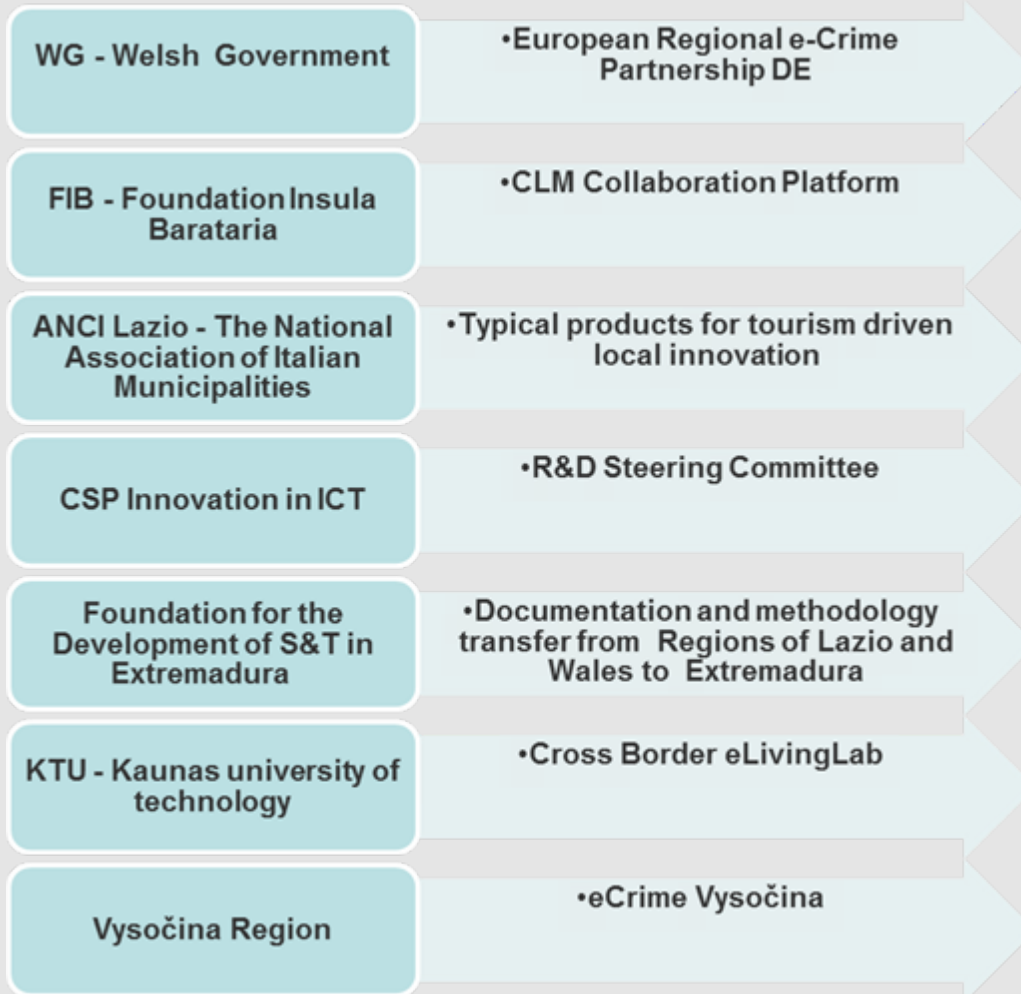 WG - Welsh Government
•European Regional e-Crime
Partnership DE
FIB - Foundation Insula
Barataria
•CLM Collaboration Platform
ANCI Lazio - The National
Association of Italian
Municipalities
•Typical products for tourism driven
local innovation
CSP Innovation in ICT
•R&D Steering Committee
Foundation for the
Development of S&T in
Extremadura
•Documentation and methodology
transfer from Regions of Lazio and
Wales to Extremadura
KTU - Kaunas university of
technology
•Cross Border eLivingLab
Vysočina Region
•eCrime Vysočina